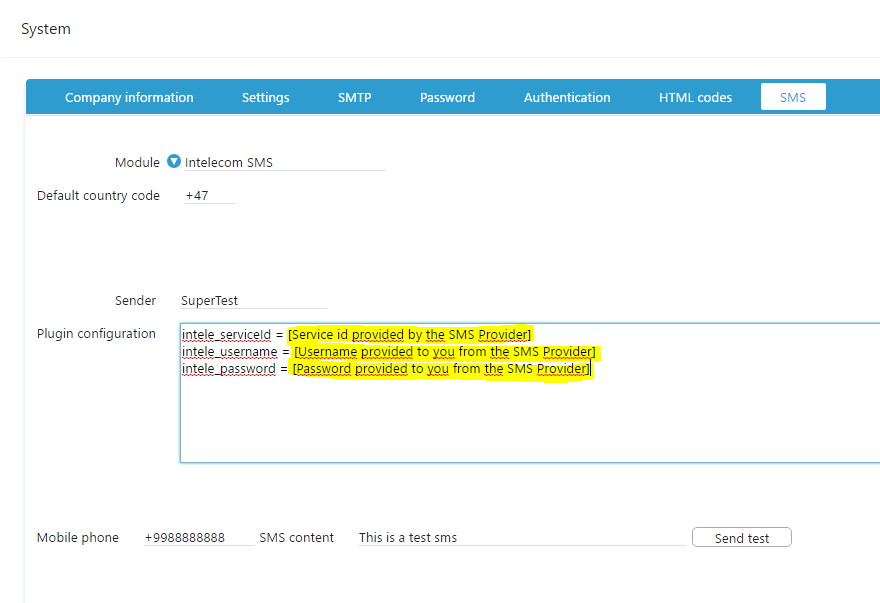 System
Company information Settings SMTP Password Authentication HTML codes SMS
Module Intelecom SMS
Default country code +47
Sender SuperTest
Plugin configuration intele_serviceId = [Service id provided by the SMS Provider]
intele_username = [Username provided to you from the SMS Provider]
intele_password = [Password provided to you from the SMS Provider]
Mobile phone +9988888888 SMS content This is a test sms Send test